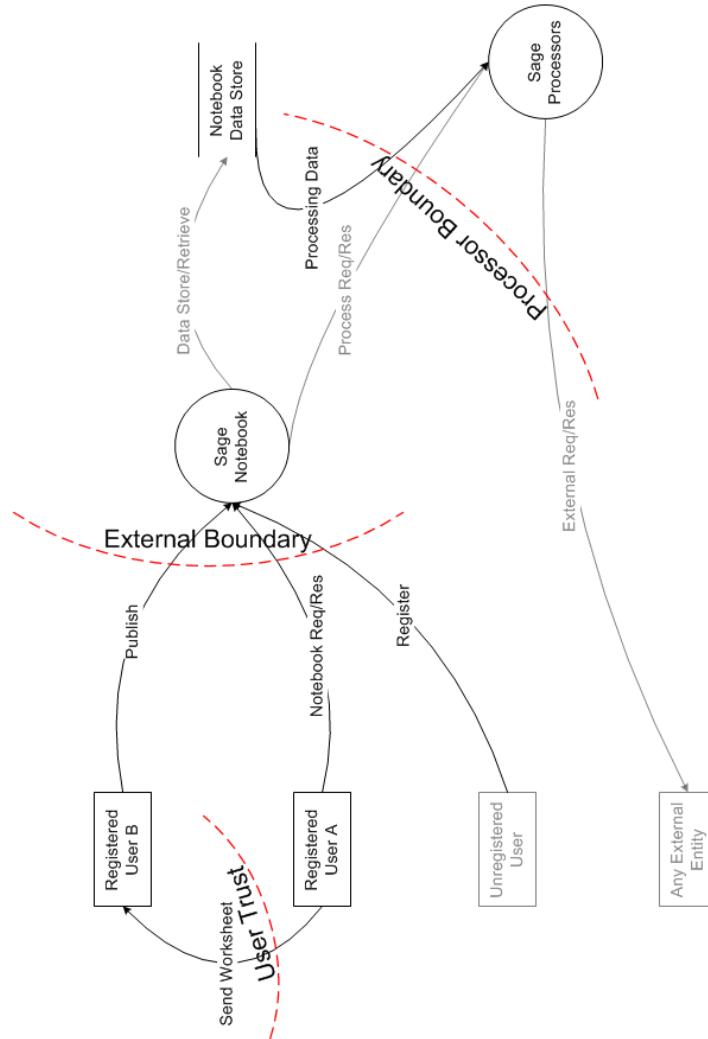 Notebook
Data Store
Sage
Processors
Processing Data
Processor Boundary
Data Store/Retrieve
Process Req/Res
Sage
Notebook
External Boundary
External Req/Res
Publish
Notebook Req/Res
Register
Registered
User B
Registered
User A
Unregistered
User
Any External
Entity
Send Worksheet
User Trust